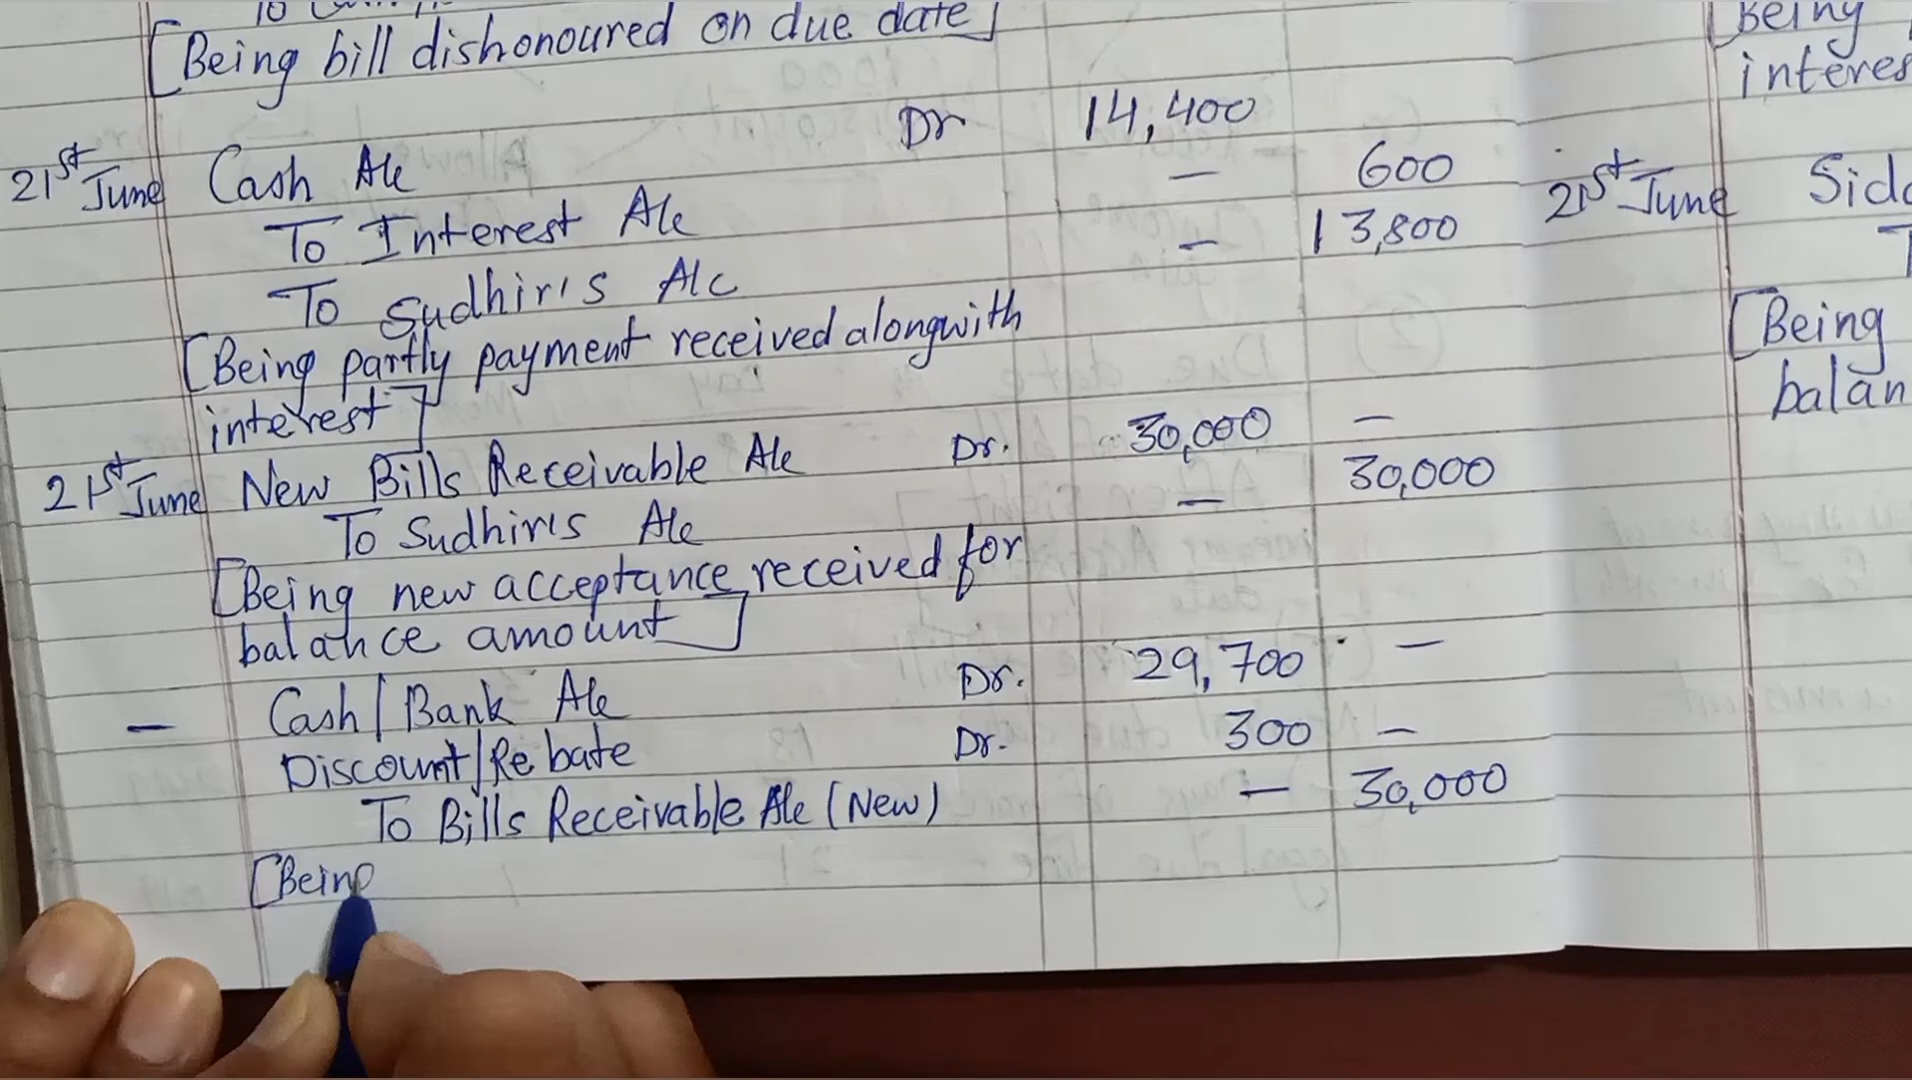 [Being bill dishonoured on due date]
21st June Cash A/c Dr 14,400
To Interest A/c — 600
To Sudhir's A/c — 13,800
[Being partly payment received alongwith
interest]
21st June New Bills Receivable A/c Dr. 30,000 —
To Sudhir's A/c — 30,000
[Being new acceptance received for
balance amount]
— Cash/Bank A/c Dr. 29,700 —
Discount/Rebate Dr. 300 —
To Bills Receivable A/c (New) — 30,000
[Being
[Being
interes
21st June Sid
T
[Being
balan